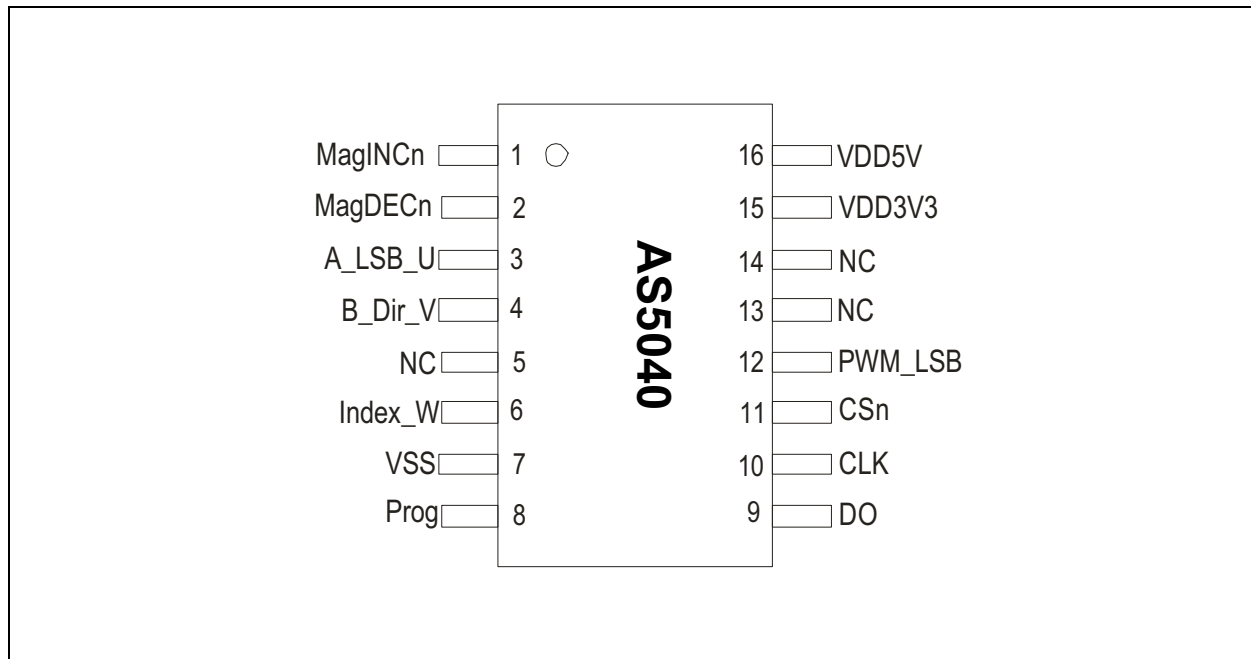 MagINCn 1 16 VDD5V
MagDECn 2 15 VDD3V3
A_LSB_U 3 14 NC
B_Dir_V 4 13 NC
NC 5 12 PWM_LSB
Index_W 6 11 CSn
VSS 7 10 CLK
Prog 8 9 DO
AS5040